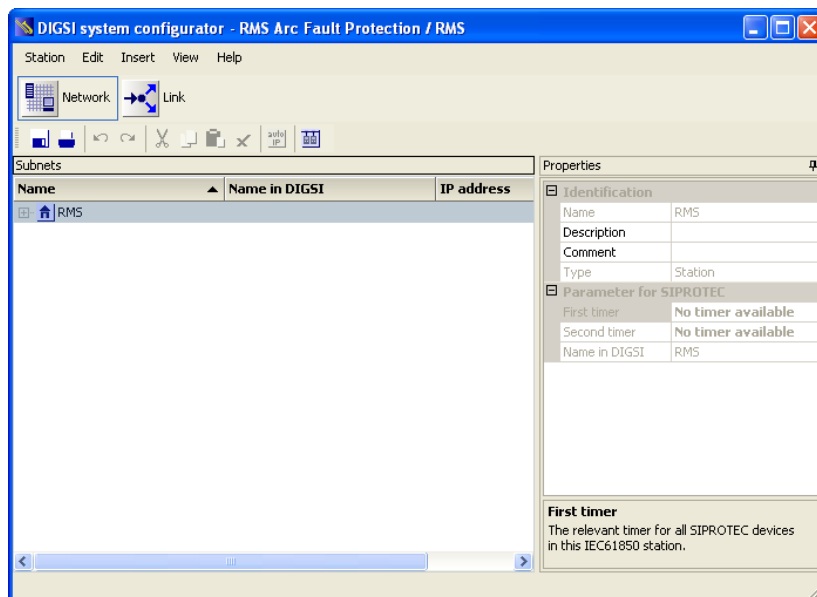 DIGSI system configurator - RMS Arc Fault Protection / RMS
Station Edit Insert View Help
Network Link
auto IP
Subnets
Name Name in DIGSI IP address
RMS
Properties
Identification
Name RMS
Description
Comment
Type Station
Parameter for SIPROTEC
First timer No timer available
Second timer No timer available
Name in DIGSI RMS
First timer
The relevant timer for all SIPROTEC devices
in this IEC61850 station.